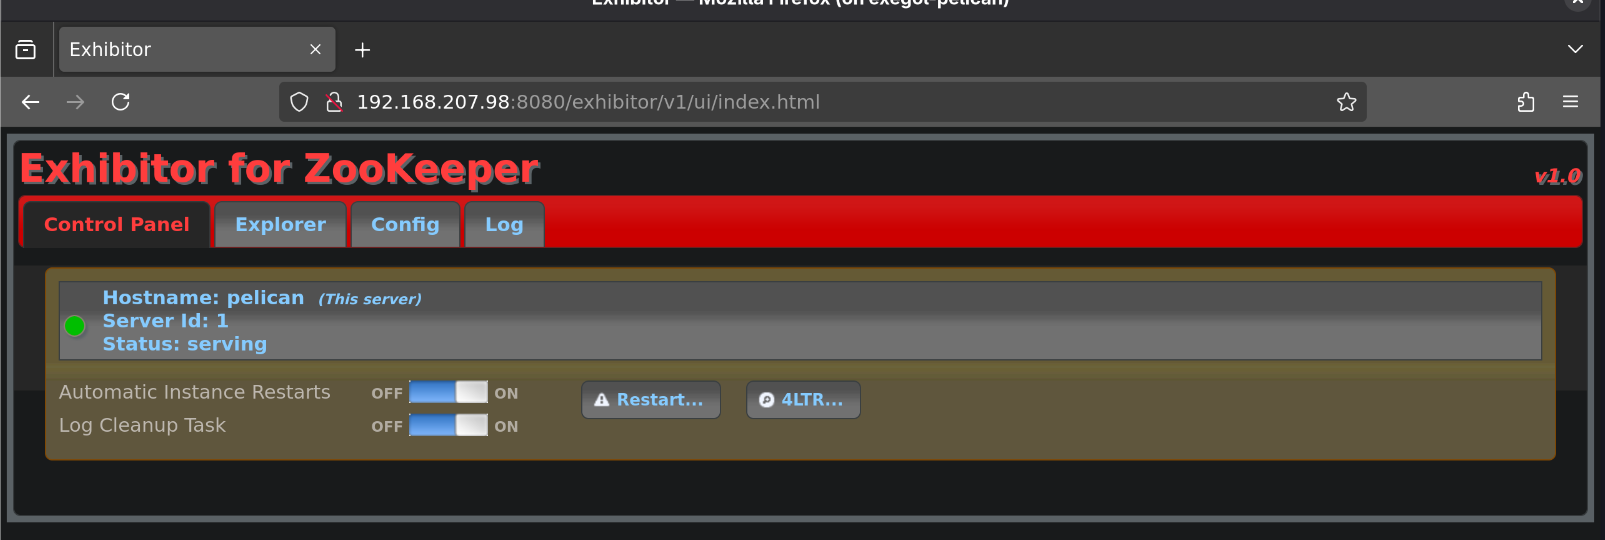 Exhibitor — Mozilla Firefox (on exegol-pelican)
Exhibitor
192.168.207.98:8080/exhibitor/v1/ui/index.html
Exhibitor for ZooKeeper
v1.0
Control Panel Explorer Config Log
Hostname: pelican (This server)
Server Id: 1
Status: serving
Automatic Instance Restarts OFF ON Restart... 4LTR...
Log Cleanup Task OFF ON